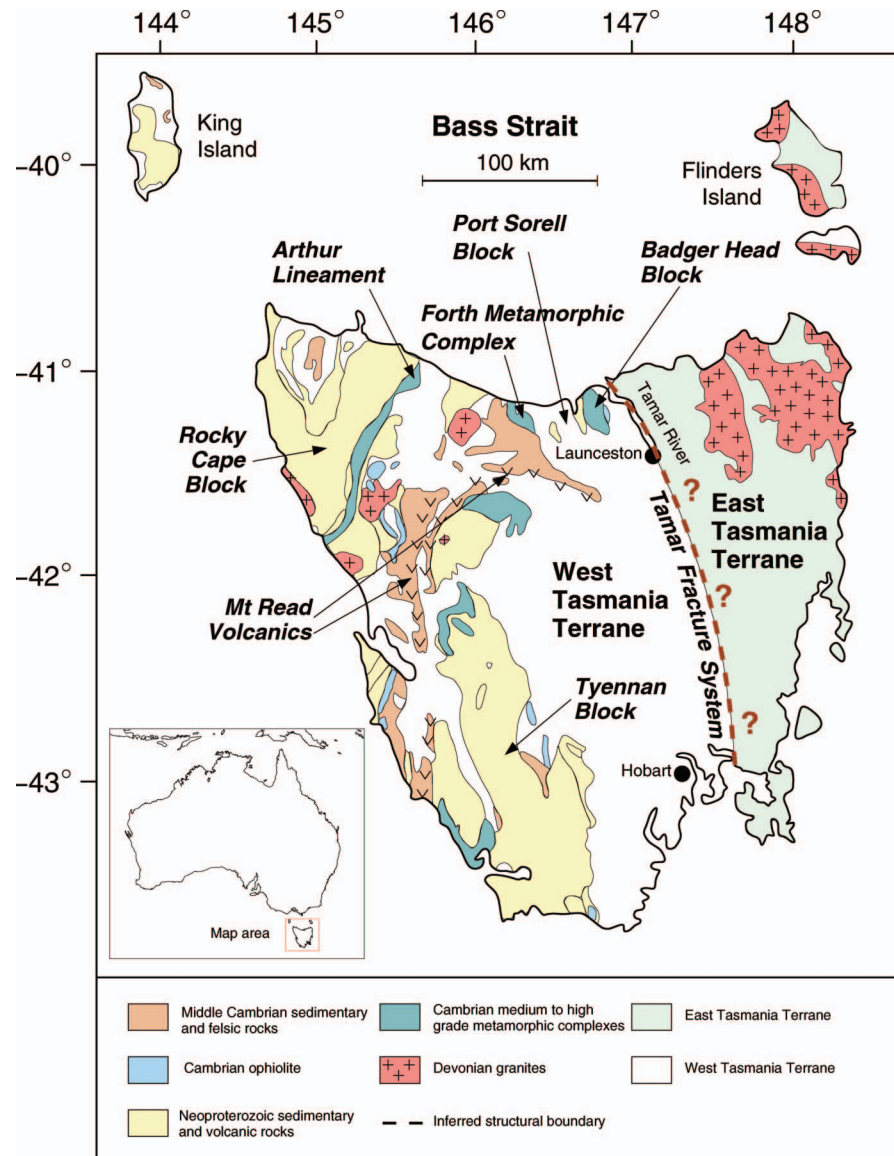 144° 145° 146° 147° 148°
–40°
–41°
–42°
–43°
King
Island
Bass Strait
100 km
Flinders
Island
Port Sorell
Block
Arthur
Lineament
Badger Head
Block
Forth Metamorphic
Complex
Rocky
Cape
Block
Launceston
Tamar River
Tamar Fracture System
?
?
?
East
Tasmania
Terrane
West
Tasmania
Terrane
Mt Read
Volcanics
Tyennan
Block
Hobart
Map area
Middle Cambrian sedimentary
and felsic rocks
Cambrian ophiolite
Neoproterozoic sedimentary
and volcanic rocks
Cambrian medium to high
grade metamorphic complexes
Devonian granites
Inferred structural boundary
East Tasmania Terrane
West Tasmania Terrane